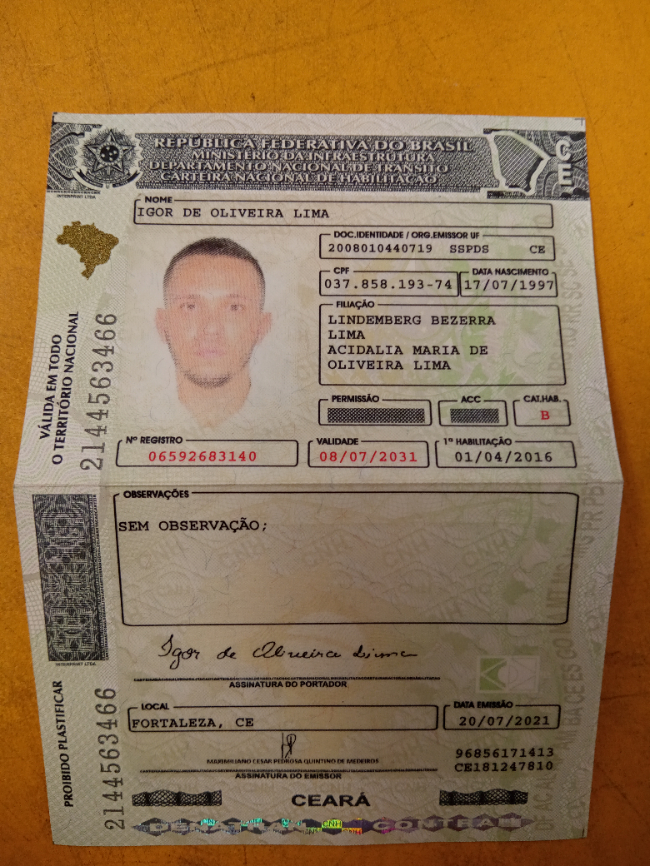 REPÚBLICA FEDERATIVA DO BRASIL
MINISTÉRIO DA INFRAESTRUTURA
DEPARTAMENTO NACIONAL DE TRÂNSITO
CARTEIRA NACIONAL DE HABILITAÇÃO
NOME
IGOR DE OLIVEIRA LIMA
DOC.IDENTIDADE / ORG.EMISSOR UF
2008010440719 SSPDS CE
CPF
037.858.193-74
DATA NASCIMENTO
17/07/1997
FILIAÇÃO
LINDEMBERG BEZERRA
LIMA
ACIDALIA MARIA DE
OLIVEIRA LIMA
PERMISSÃO
ACC
CAT.HAB.
B
Nº REGISTRO
06592683140
VALIDADE
08/07/2031
1ª HABILITAÇÃO
01/04/2016
VÁLIDA EM TODO
O TERRITÓRIO NACIONAL
2144563466
OBSERVAÇÕES
SEM OBSERVAÇÃO;
Igor de Oliveira Lima
ASSINATURA DO PORTADOR
LOCAL
FORTALEZA, CE
DATA EMISSÃO
20/07/2021
MAXIMILIANO CESAR PEDROSA QUINTINO DE MEDEIROS
ASSINATURA DO EMISSOR
96856171413
CE181247810
CEARÁ
PROIBIDO PLASTIFICAR
2144563466